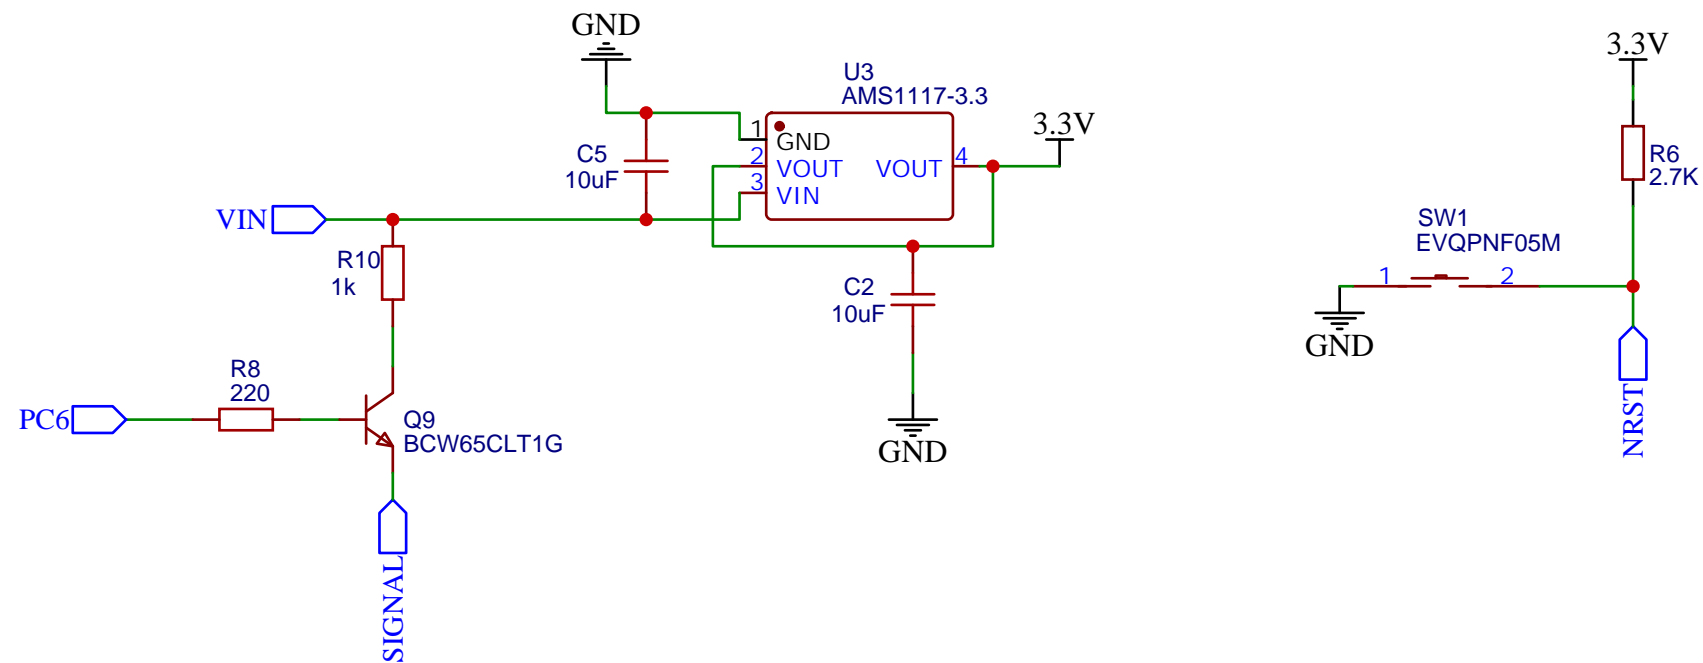 GND
U3
AMS1117-3.3
1
GND
2
VOUT
3
VIN
VOUT
4
3.3V
C5
10uF
VIN
R10
1k
C2
10uF
GND
R8
220
PC6
Q9
BCW65CLT1G
SIGNAL
3.3V
R6
2.7K
SW1
EVQPNF05M
1
2
GND
NRST